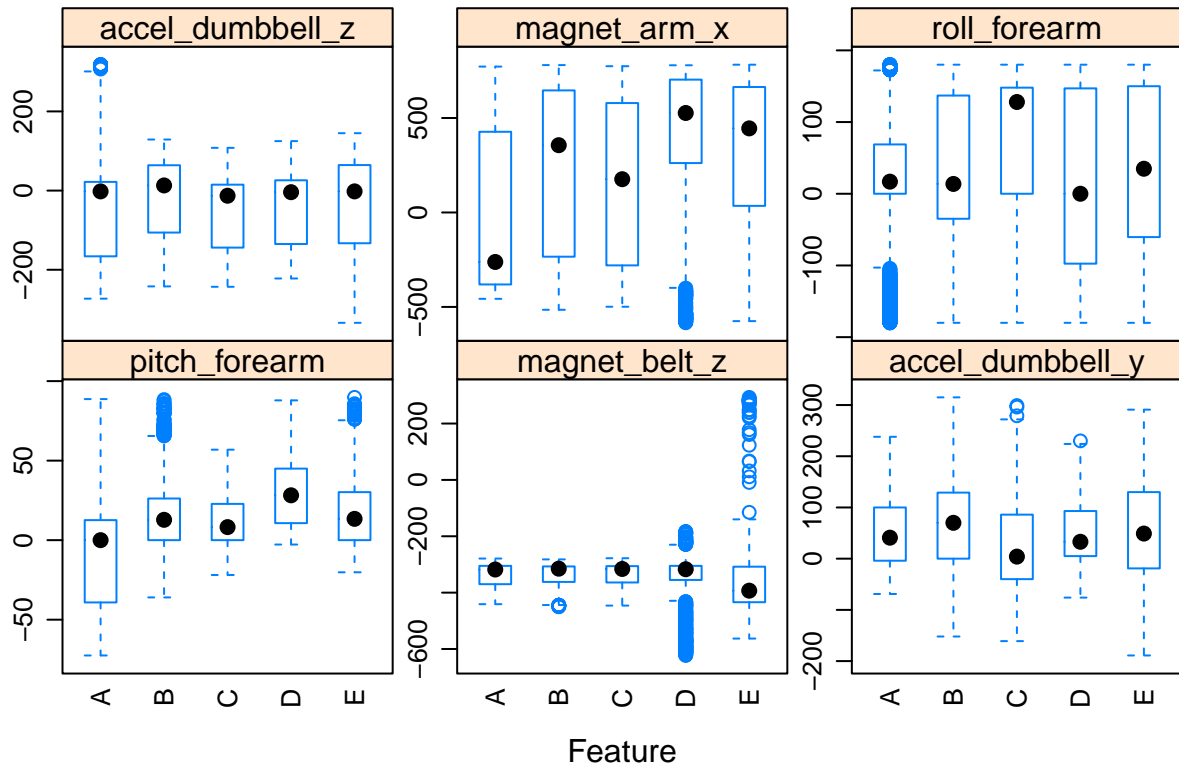 accel_dumbbell_z
magnet_arm_x
roll_forearm
200
0
−200
500
0
−500
100
0
−100
pitch_forearm
magnet_belt_z
accel_dumbbell_y
50
0
−50
200
0
−200
−600
300
200
100
0
−200
A B C D E
A B C D E
A B C D E
Feature